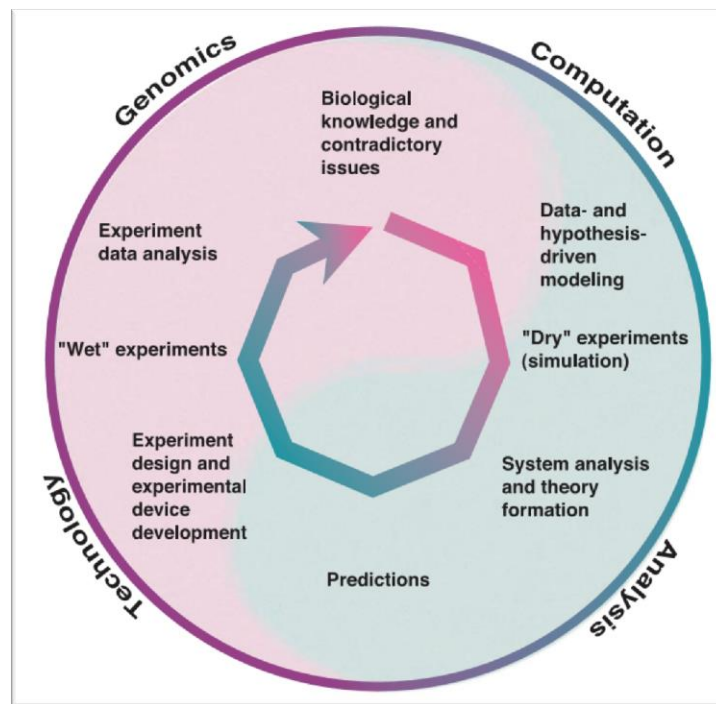 Genomics
Computation
Biological
knowledge and
contradictory
issues
Data- and
hypothesis-
driven
modeling
"Dry" experiments
(simulation)
System analysis
and theory
formation
Predictions
Experiment
design and
experimental
device
development
"Wet" experiments
Experiment
data analysis
Technology
Analysis